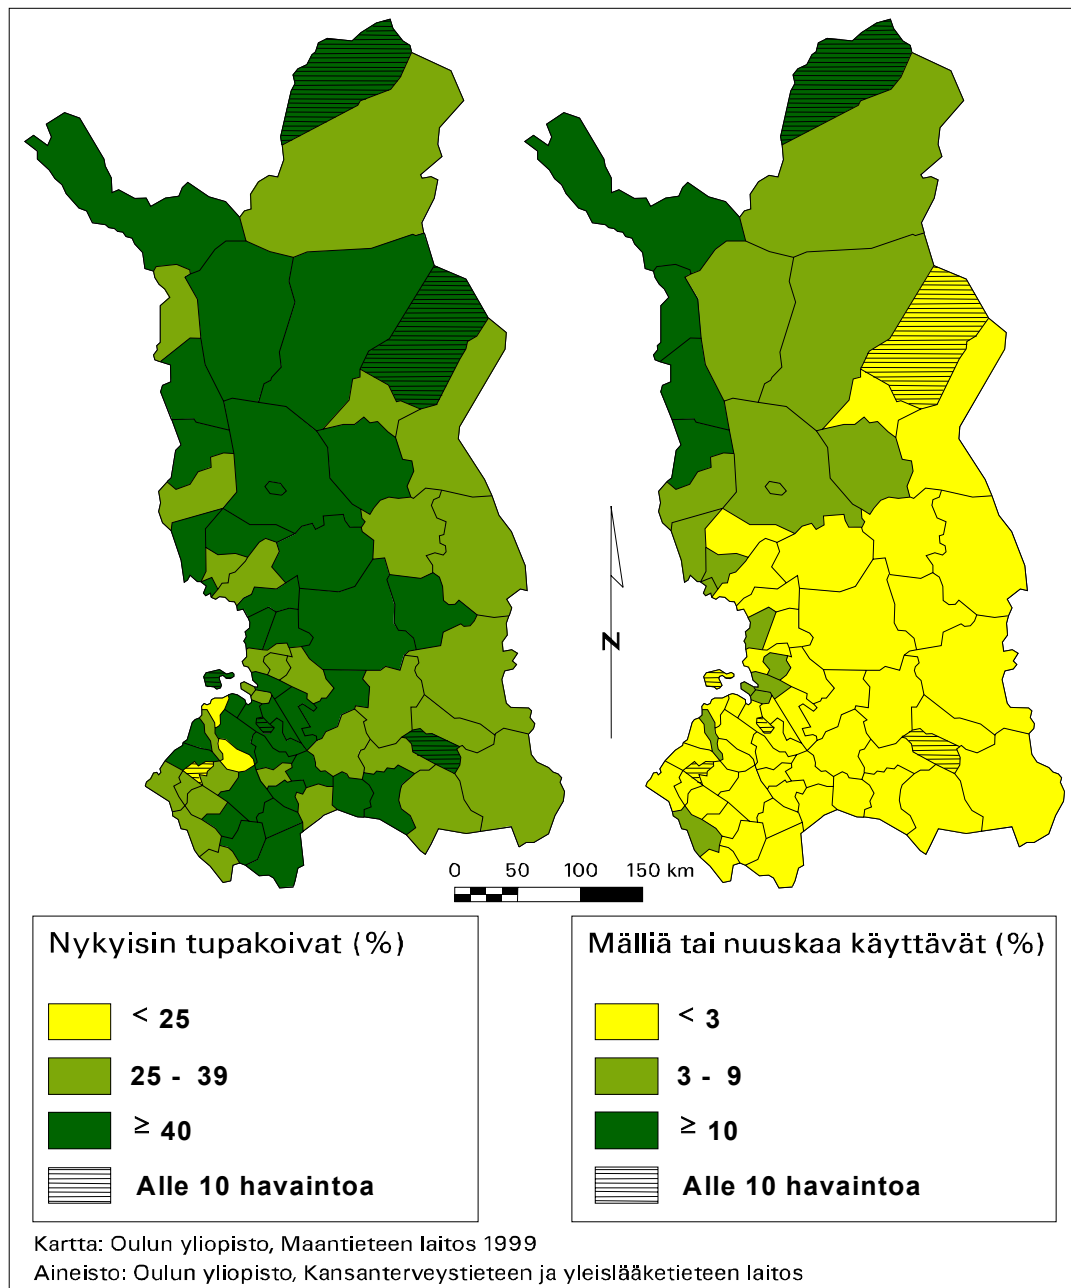 N
0 50 100 150 km
Nykyisin tupakoivat (%)
< 25
25 - 39
≥ 40
Alle 10 havaintoa
Mälliä tai nuuskaa käyttävät (%)
< 3
3 - 9
≥ 10
Alle 10 havaintoa
Kartta: Oulun yliopisto, Maantieteen laitos 1999
Aineisto: Oulun yliopisto, Kansanterveystieteen ja yleislääketieteen laitos